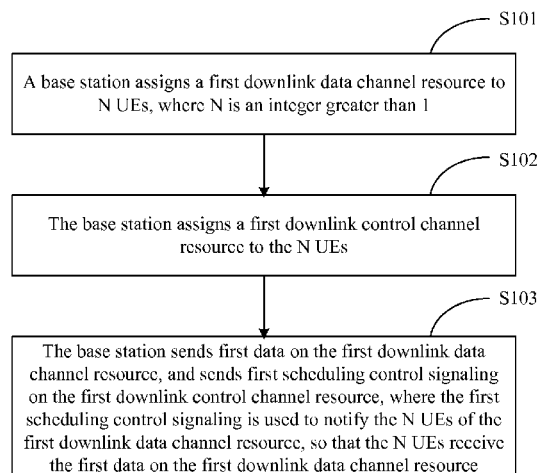 S101
A base station assigns a first downlink data channel resource to
N UEs, where N is an integer greater than 1
S102
The base station assigns a first downlink control channel
resource to the N UEs
S103
The base station sends first data on the first downlink data
channel resource, and sends first scheduling control signaling
on the first downlink control channel resource, where the first
scheduling control signaling is used to notify the N UEs of the
first downlink data channel resource, so that the N UEs receive
the first data on the first downlink data channel resource